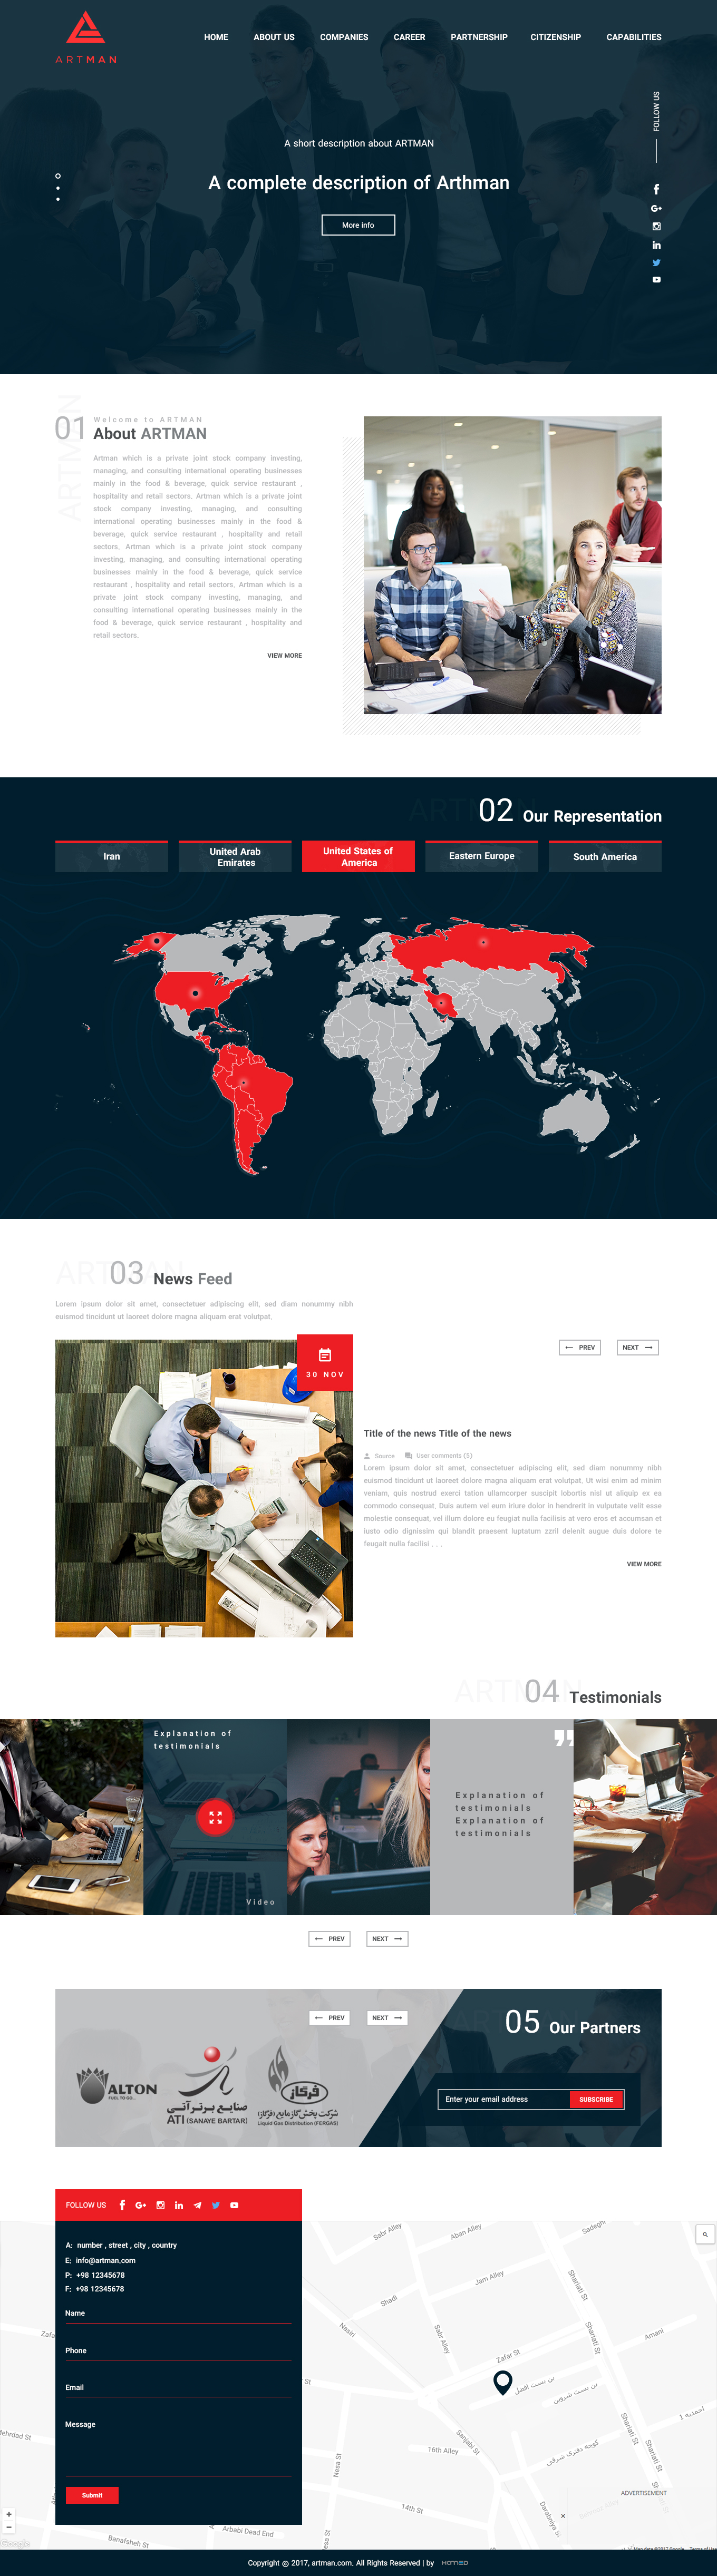 ARTMAN
HOME ABOUT US COMPANIES CAREER PARTNERSHIP CITIZENSHIP CAPABILITIES
FOLLOW US
A short description about ARTMAN
A complete description of Arthman
More info
ARTMAN
01
Welcome to ARTMAN
About ARTMAN
Artman which is a private joint stock company investing,
managing, and consulting international operating businesses
mainly in the food & beverage, quick service restaurant ,
hospitality and retail sectors. Artman which is a private joint
stock company investing, managing, and consulting
international operating businesses mainly in the food &
beverage, quick service restaurant , hospitality and retail
sectors. Artman which is a private joint stock company
investing, managing, and consulting international operating
businesses mainly in the food & beverage, quick service
restaurant , hospitality and retail sectors. Artman which is a
private joint stock company investing, managing, and
consulting international operating businesses mainly in the
food & beverage, quick service restaurant , hospitality and
retail sectors.
VIEW MORE
02 Our Representation
Iran
United Arab
Emirates
United States of
America
Eastern Europe
South America
03 News Feed
Lorem ipsum dolor sit amet, consectetuer adipiscing elit, sed diam nonummy nibh
euismod tincidunt ut laoreet dolore magna aliquam erat volutpat.
30 NOV
PREV NEXT
Title of the news Title of the news
Source User comments (5)
Lorem ipsum dolor sit amet, consectetuer adipiscing elit, sed diam nonummy nibh
euismod tincidunt ut laoreet dolore magna aliquam erat volutpat. Ut wisi enim ad minim
veniam, quis nostrud exerci tation ullamcorper suscipit lobortis nisl ut aliquip ex ea
commodo consequat. Duis autem vel eum iriure dolor in hendrerit in vulputate velit esse
molestie consequat, vel illum dolore eu feugiat nulla facilisis at vero eros et accumsan et
iusto odio dignissim qui blandit praesent luptatum zzril delenit augue duis dolore te
feugait nulla facilisi . . .
VIEW MORE
04 Testimonials
Explanation of
testimonials
Video
Explanation of
testimonials
Explanation of
testimonials
PREV NEXT
PREV NEXT
05 Our Partners
ALTON
FUEL TO GO...
صنایع برتر آتی
ATI (SANAYE BARTAR)
فرگاز
شرکت پخش گاز مایع (فرگاز)
Liquid Gas Distribution (FERGAS)
Enter your email address
SUBSCRIBE
FOLLOW US
A: number , street , city , country
E: info@artman.com
P: +98 12345678
F: +98 12345678
Name
Phone
Email
Message
Submit
Sabr Alley
Aban Alley
Sadegh
Jam Alley
Shariati St
Shadi
Nasiri
Sabr Alley
Shariati St
Amani
Zafar St
بن بست افضل
بن بست شروین
احمدیه 1
Shariati St
Shariati St
Sanjabi St
16th Alley
Nesa St
14th St
Arbabi Dead End
Banafsheh St
ADVERTISEMENT
Google
Copyright @ 2017, artman.com. All Rights Reserved | by HOMED